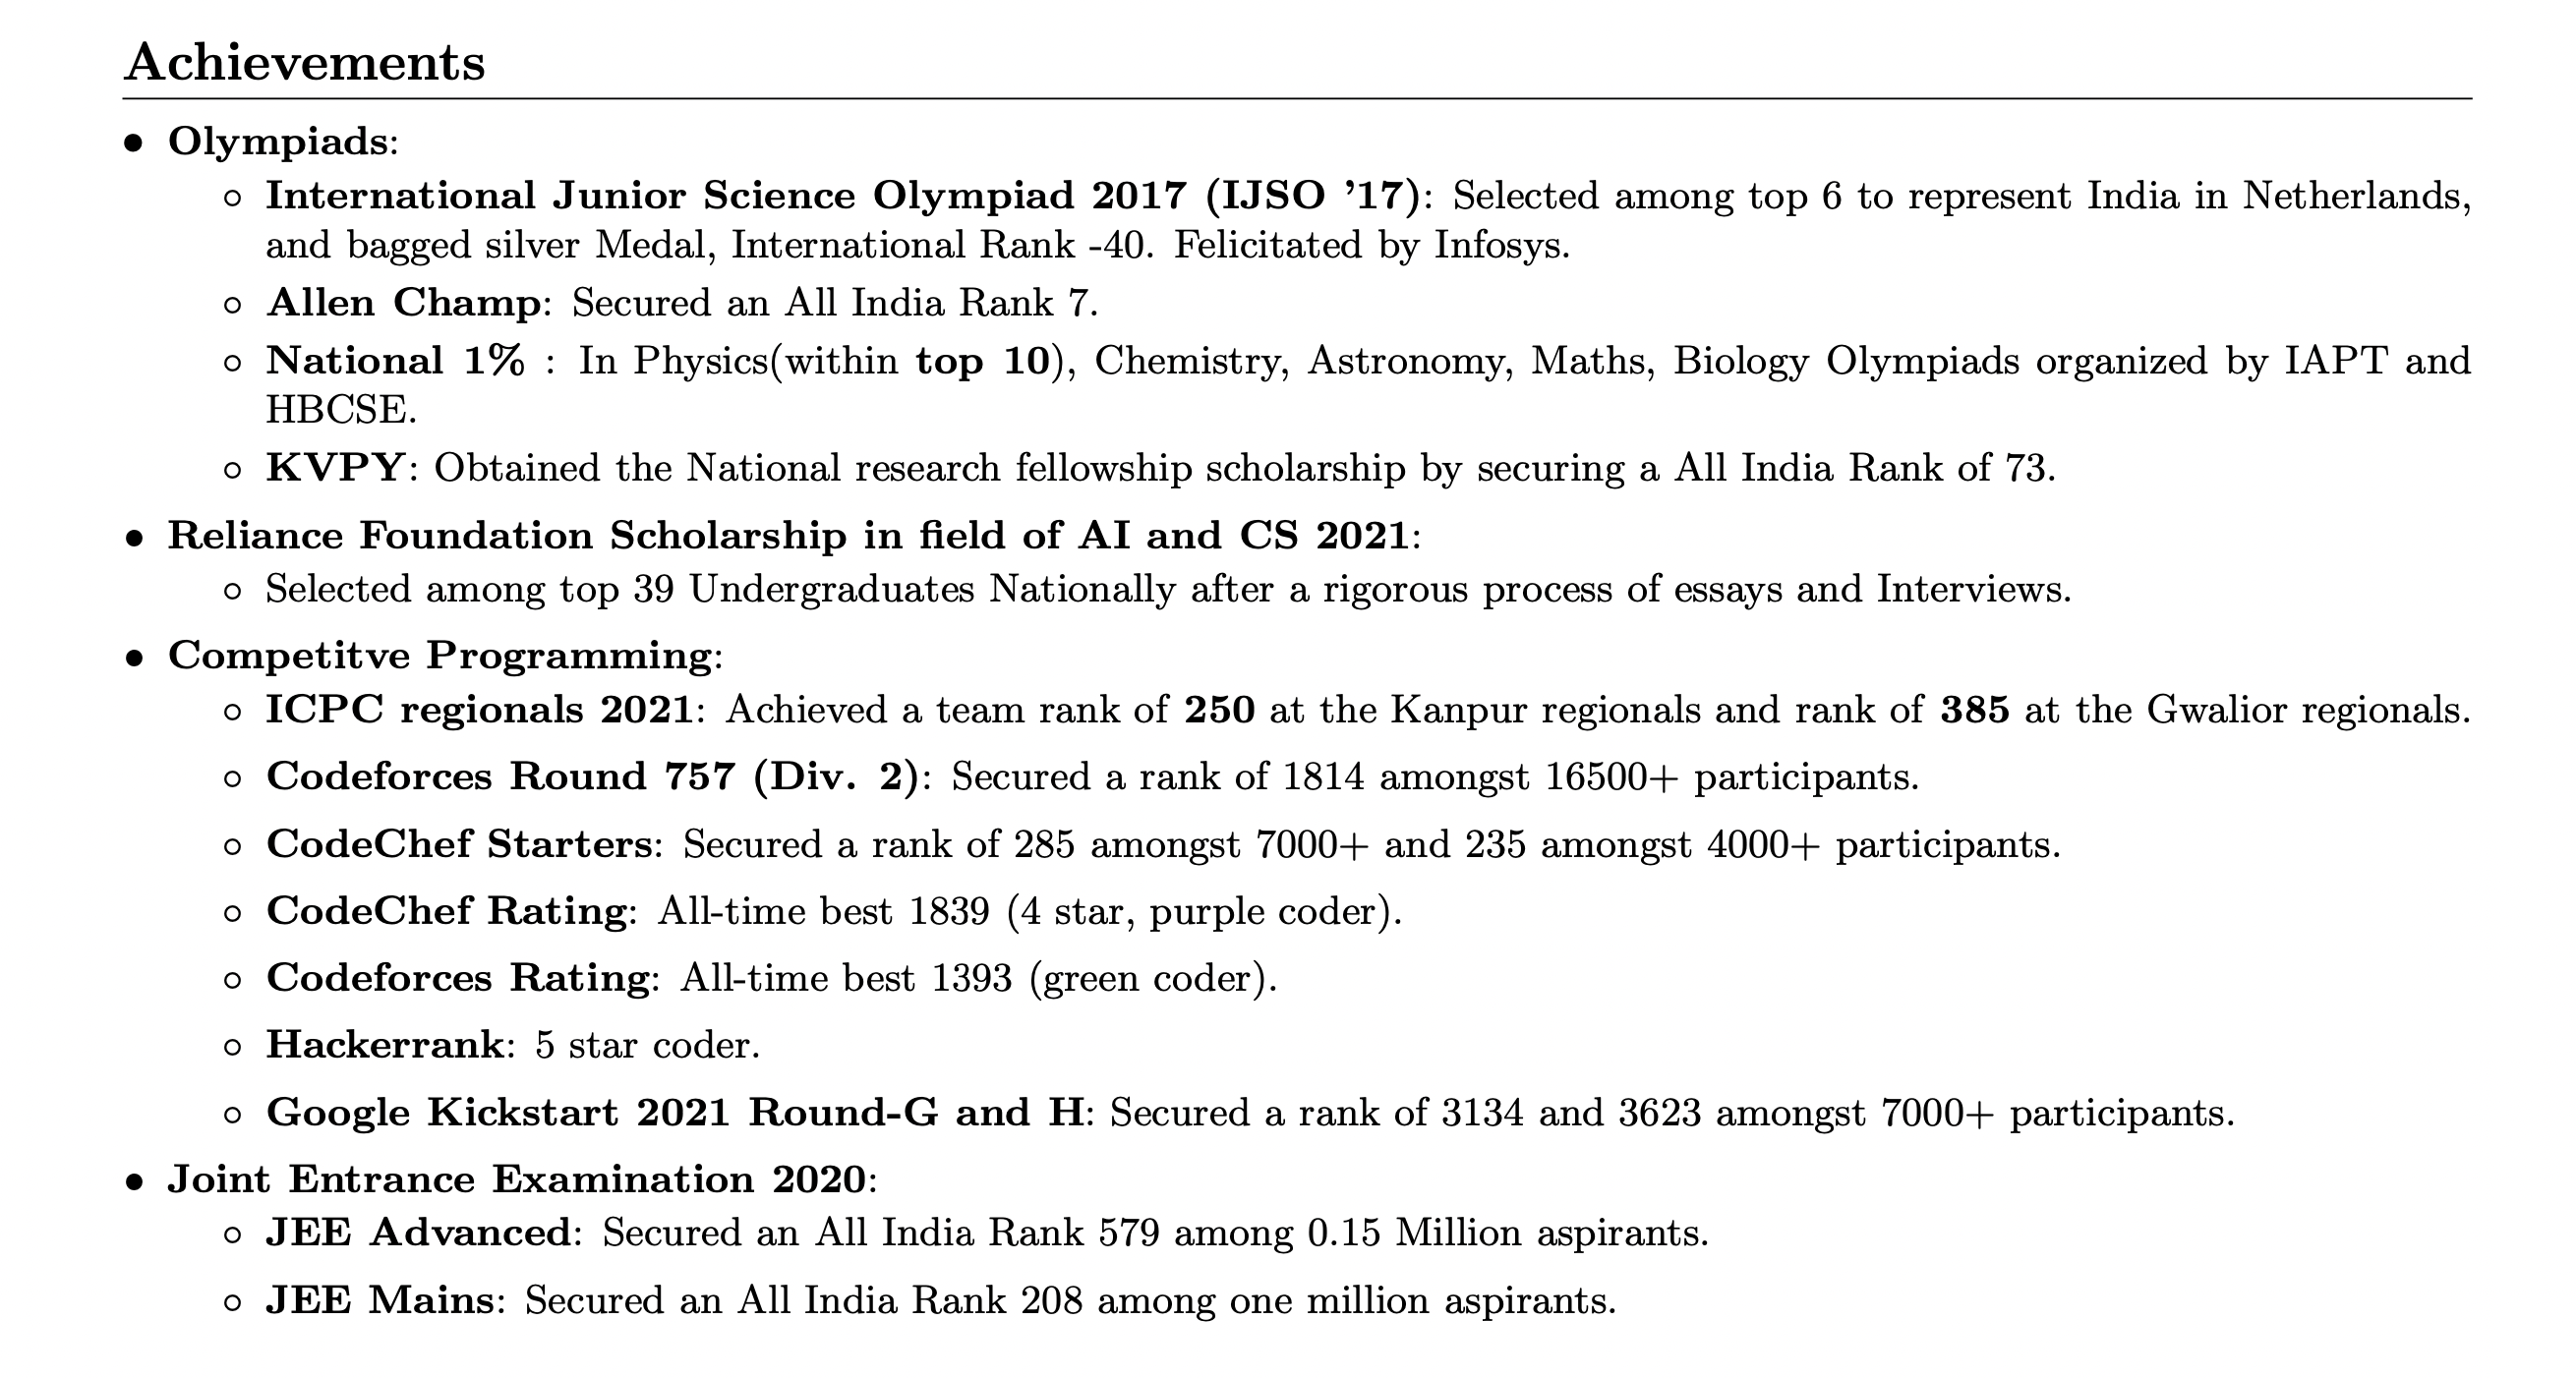 Achievements
• Olympiads:
◦ International Junior Science Olympiad 2017 (IJSO ’17): Selected among top 6 to represent India in Netherlands,
and bagged silver Medal, International Rank -40. Felicitated by Infosys.
◦ Allen Champ: Secured an All India Rank 7.
◦ National 1% : In Physics(within top 10), Chemistry, Astronomy, Maths, Biology Olympiads organized by IAPT and
HBCSE.
◦ KVPY: Obtained the National research fellowship scholarship by securing a All India Rank of 73.
• Reliance Foundation Scholarship in field of AI and CS 2021:
◦ Selected among top 39 Undergraduates Nationally after a rigorous process of essays and Interviews.
• Competitve Programming:
◦ ICPC regionals 2021: Achieved a team rank of 250 at the Kanpur regionals and rank of 385 at the Gwalior regionals.
◦ Codeforces Round 757 (Div. 2): Secured a rank of 1814 amongst 16500+ participants.
◦ CodeChef Starters: Secured a rank of 285 amongst 7000+ and 235 amongst 4000+ participants.
◦ CodeChef Rating: All-time best 1839 (4 star, purple coder).
◦ Codeforces Rating: All-time best 1393 (green coder).
◦ Hackerrank: 5 star coder.
◦ Google Kickstart 2021 Round-G and H: Secured a rank of 3134 and 3623 amongst 7000+ participants.
• Joint Entrance Examination 2020:
◦ JEE Advanced: Secured an All India Rank 579 among 0.15 Million aspirants.
◦ JEE Mains: Secured an All India Rank 208 among one million aspirants.